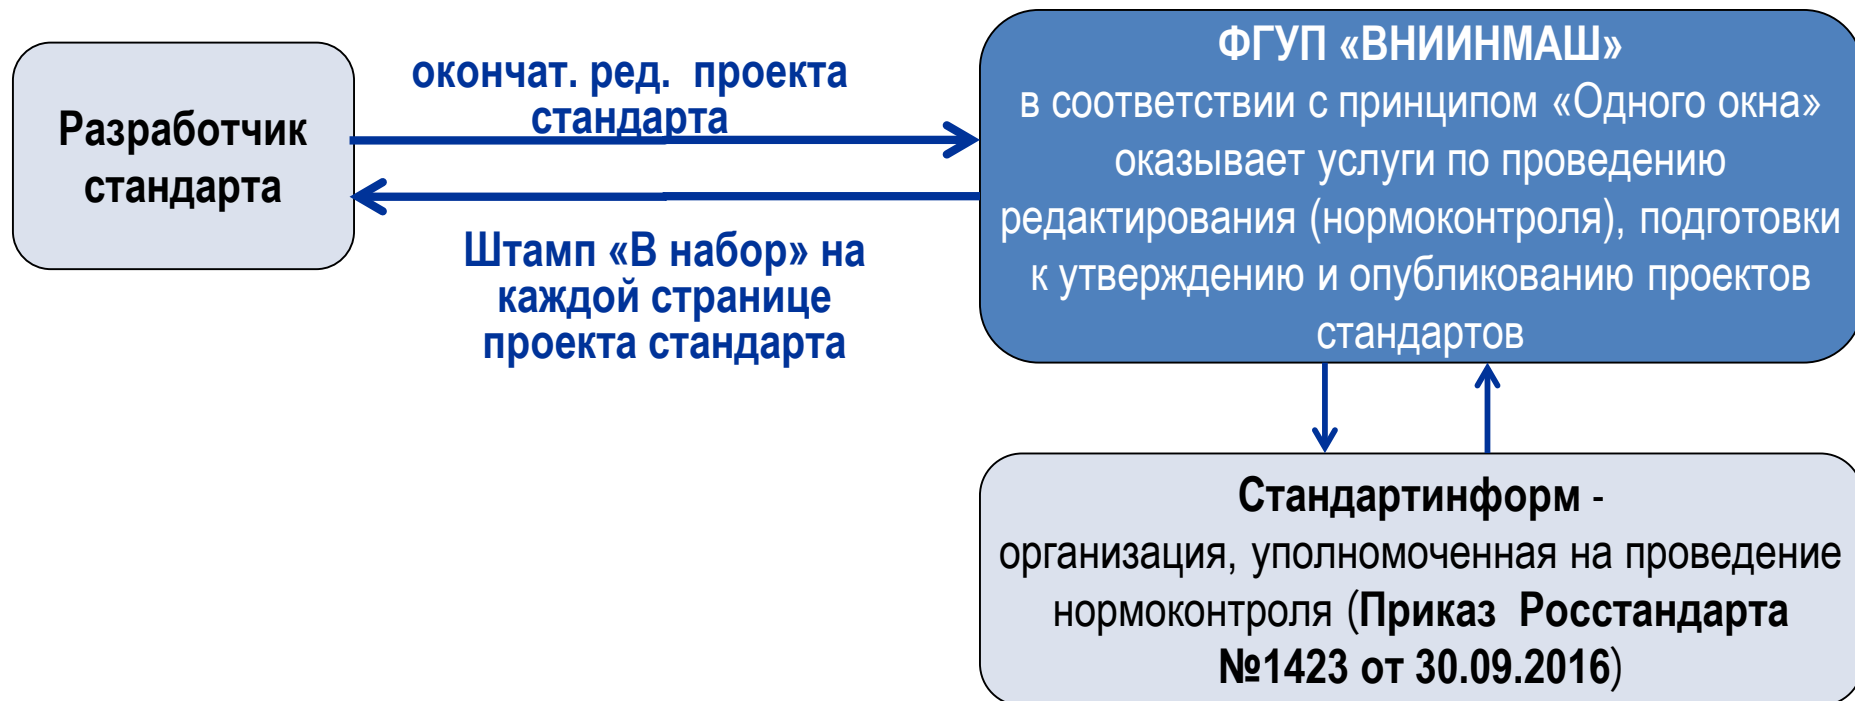 Разработчик
стандарта
окончат. ред. проекта
стандарта
Штамп «В набор» на
каждой странице
проекта стандарта
ФГУП «ВНИИНМАШ»
в соответствии с принципом «Одного окна»
оказывает услуги по проведению
редактирования (нормоконтроля), подготовки
к утверждению и опубликованию проектов
стандартов
Стандартинформ -
организация, уполномоченная на проведение
нормоконтроля (Приказ Росстандарта
№1423 от 30.09.2016)